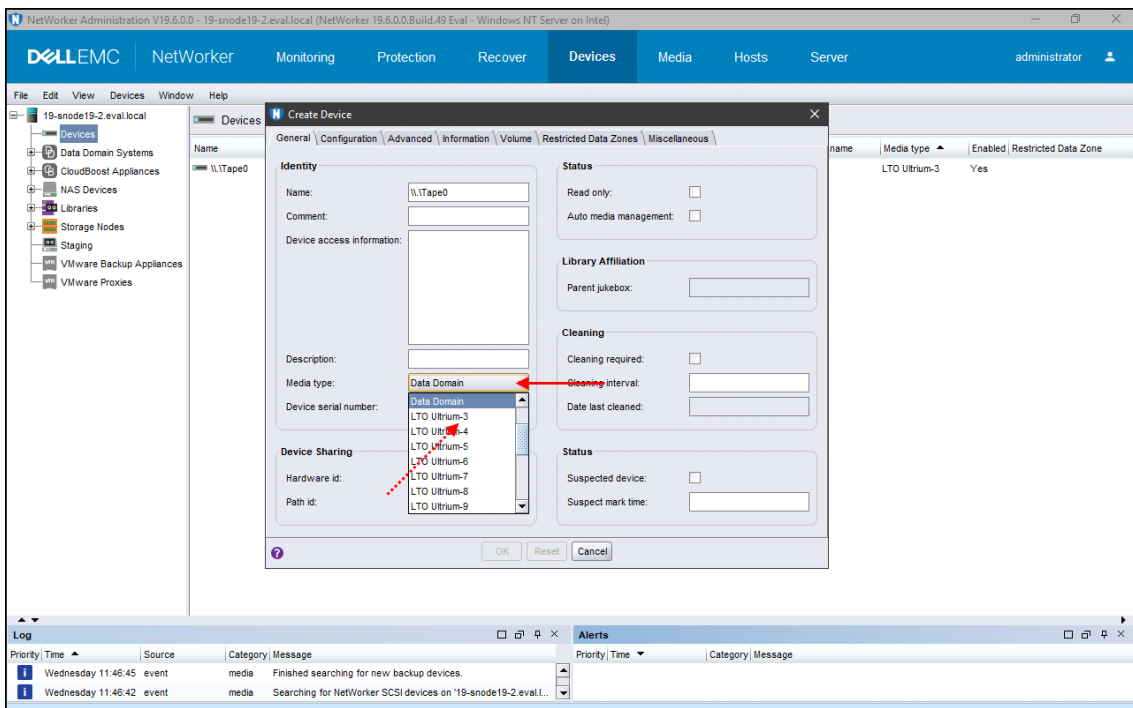 NetWorker Administration V19.6.0.0 - 19-snode19-2.eval.local (NetWorker 19.6.0.0.Build.49 Eval - Windows NT Server on Intel)
DELLEMC NetWorker Monitoring Protection Recover Devices Media Hosts Server administrator
File Edit View Devices Window Help
19-snode19-2.eval.local
Devices
Data Domain Systems
CloudBoost Appliances
NAS Devices
Libraries
Storage Nodes
Staging
VMware Backup Appliances
VMware Proxies
Devices
Name name Media type Enabled Restricted Data Zone
\\.\Tape0 LTO Ultrium-3 Yes
Create Device
General Configuration Advanced Information Volume Restricted Data Zones Miscellaneous
Identity
Name: \\.\Tape0
Comment:
Device access information:
Description:
Media type: Data Domain
Data Domain
LTO Ultrium-3
LTO Ultrium-4
LTO Ultrium-5
LTO Ultrium-6
LTO Ultrium-7
LTO Ultrium-8
LTO Ultrium-9
Device serial number:
Device Sharing
Hardware id:
Path id:
Status
Read only:
Auto media management:
Library Affiliation
Parent jukebox:
Cleaning
Cleaning required:
Cleaning interval:
Date last cleaned:
Status
Suspected device:
Suspect mark time:
OK Reset Cancel
Log
Priority Time Source Category Message
Wednesday 11:46:45 event media Finished searching for new backup devices.
Wednesday 11:46:42 event media Searching for NetWorker SCSI devices on '19-snode19-2.eval.l...
Alerts
Priority Time Category Message